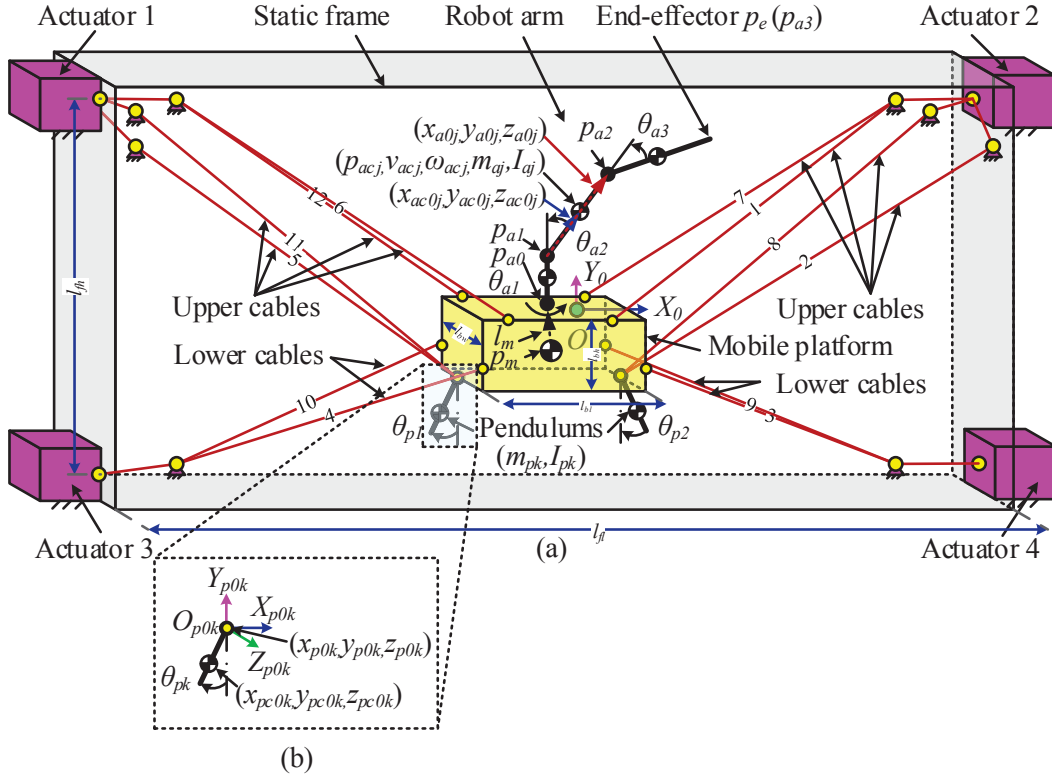 Actuator 1
Static frame
Robot arm
End-effector pe (pa3)
Actuator 2
(xa0j,ya0j,za0j)
pa2
θa3
(pacj,vacj,ωacj,maj,Iaj)
(xac0j,yac0j,zac0j)
12
6
7
1
11
5
8
2
pa1
θa2
pa0
Y0
θa1
X0
lfh
Upper cables
Upper cables
lbw
lm
O
lbh
Mobile platform
pm
Lower cables
Lower cables
10
4
9
3
lbl
θp1
Pendulums
θp2
(mpk,Ipk)
Actuator 3
(a)
lfl
Actuator 4
Yp0k
Xp0k
Op0k
(xp0k,yp0k,zp0k)
Zp0k
θpk
(xpc0k,ypc0k,zpc0k)
(b)